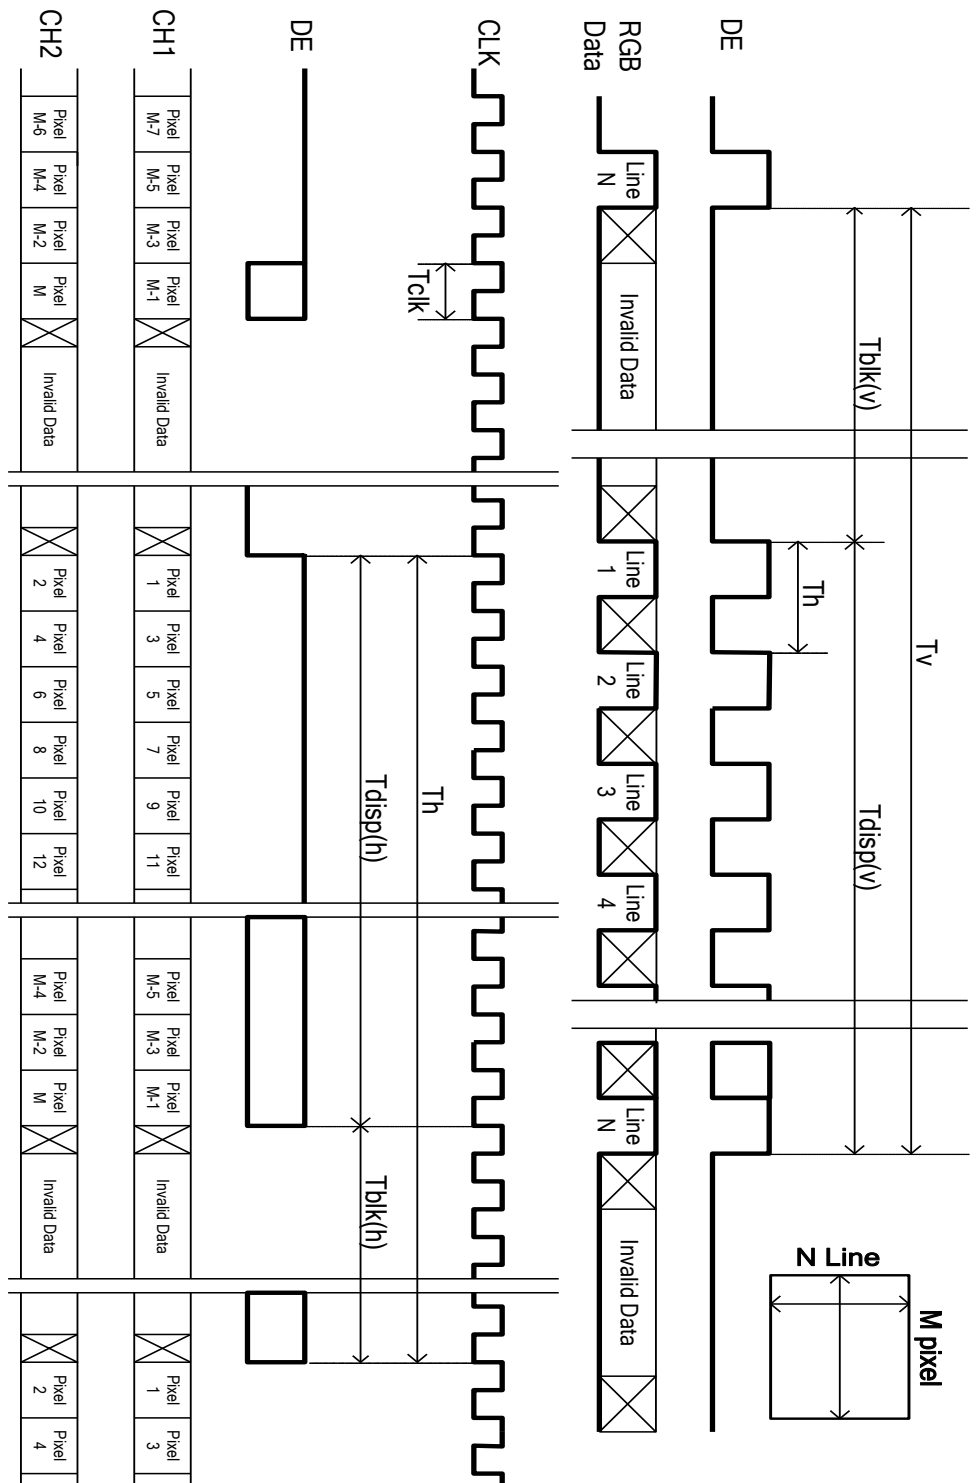 DE
Tv
Tblk(v)
Tdisp(v)
Th
N Line
M pixel
RGB
Data
Line
N
Invalid Data
Line
1
Line
2
Line
3
Line
4
Line
N
Invalid Data
CLK
Tclk
DE
Th
Tdisp(h)
Tblk(h)
CH1
Pixel
M-7
Pixel
M-5
Pixel
M-3
Pixel
M-1
Invalid Data
Pixel
1
Pixel
3
Pixel
5
Pixel
7
Pixel
9
Pixel
11
Pixel
M-5
Pixel
M-3
Pixel
M-1
Invalid Data
Pixel
1
Pixel
3
CH2
Pixel
M-6
Pixel
M-4
Pixel
M-2
Pixel
M
Invalid Data
Pixel
2
Pixel
4
Pixel
6
Pixel
8
Pixel
10
Pixel
12
Pixel
M-4
Pixel
M-2
Pixel
M
Invalid Data
Pixel
2
Pixel
4